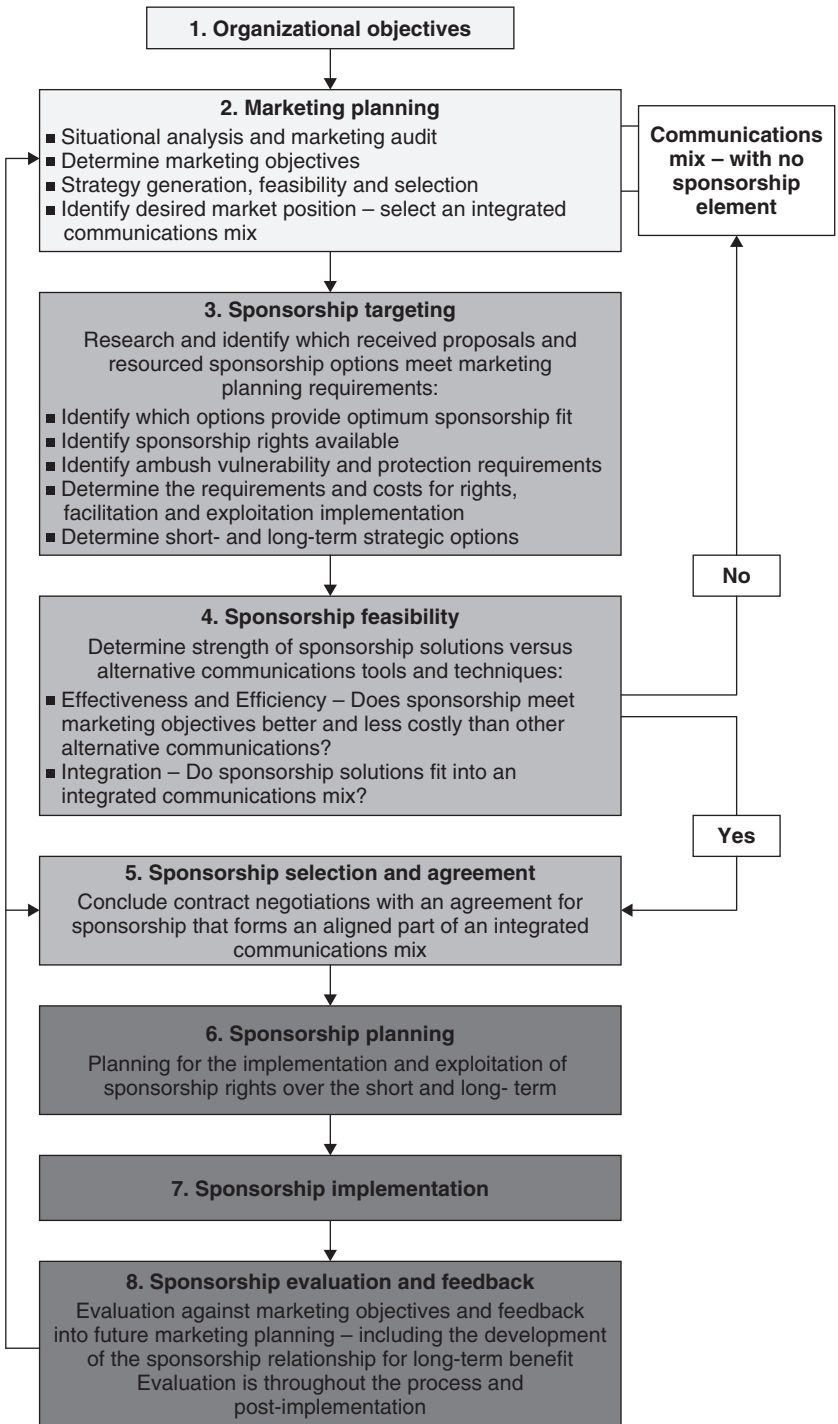 1. Organizational objectives
2. Marketing planning
■ Situational analysis and marketing audit
■ Determine marketing objectives
■ Strategy generation, feasibility and selection
■ Identify desired market position – select an integrated
communications mix
Communications
mix – with no
sponsorship
element
3. Sponsorship targeting
Research and identify which received proposals and
resourced sponsorship options meet marketing
planning requirements:
■ Identify which options provide optimum sponsorship fit
■ Identify sponsorship rights available
■ Identify ambush vulnerability and protection requirements
■ Determine the requirements and costs for rights,
facilitation and exploitation implementation
■ Determine short- and long-term strategic options
No
4. Sponsorship feasibility
Determine strength of sponsorship solutions versus
alternative communications tools and techniques:
■ Effectiveness and Efficiency – Does sponsorship meet
marketing objectives better and less costly than other
alternative communications?
■ Integration – Do sponsorship solutions fit into an
integrated communications mix?
Yes
5. Sponsorship selection and agreement
Conclude contract negotiations with an agreement for
sponsorship that forms an aligned part of an integrated
communications mix
6. Sponsorship planning
Planning for the implementation and exploitation of
sponsorship rights over the short and long- term
7. Sponsorship implementation
8. Sponsorship evaluation and feedback
Evaluation against marketing objectives and feedback
into future marketing planning – including the development
of the sponsorship relationship for long-term benefit
Evaluation is throughout the process and
post-implementation